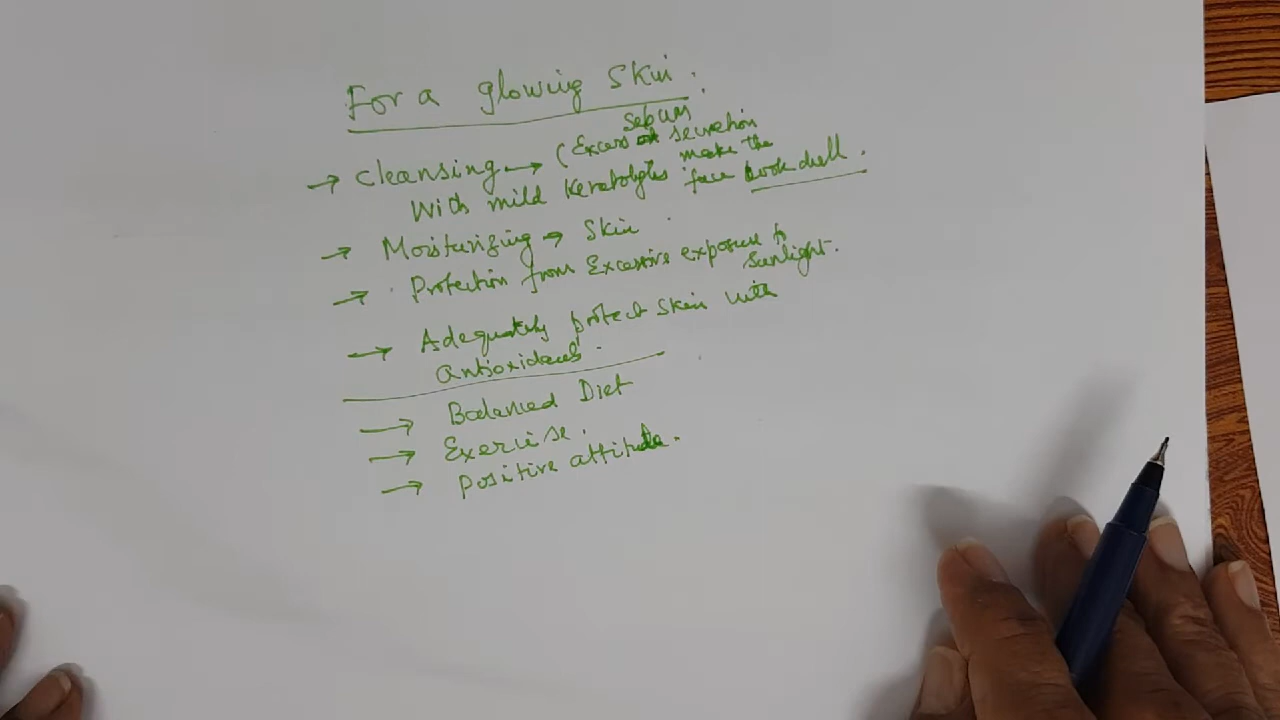 For a glowing Skin.
→ Cleansing → (Excess sebum secretion
With mild Keratolytes make the face look dull.
→ Moisturizing → Skin
→ Protection from Excessive exposure to
Sunlight.
→ Adequately protect skin with
antioxidants.
→ Balanced Diet
→ Exercise.
→ Positive attitude.